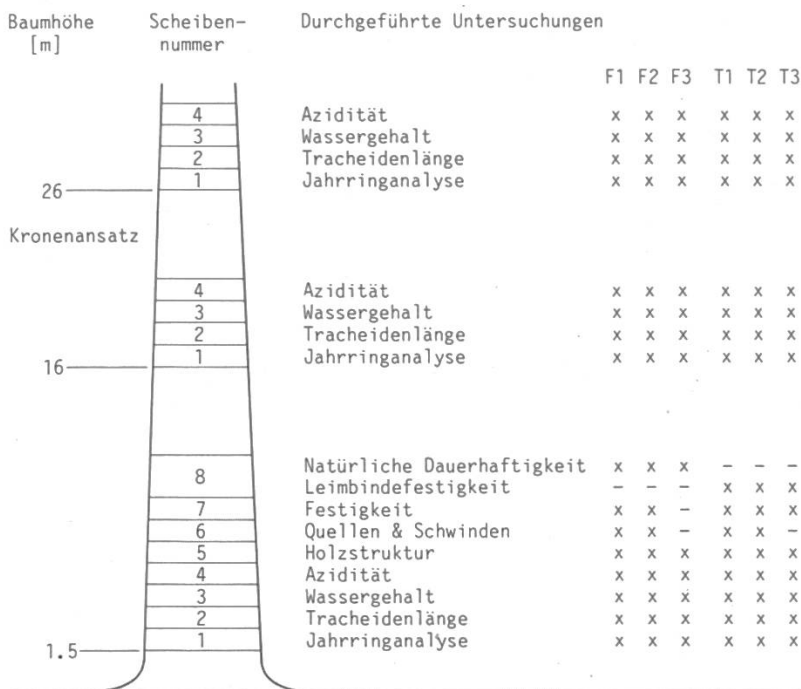 Baumhöhe Scheiben- Durchgeführte Untersuchungen
[m] nummer
F1 F2 F3 T1 T2 T3
4 Azidität x x x x x x
3 Wassergehalt x x x x x x
2 Tracheidenlänge x x x x x x
1 Jahrringanalyse x x x x x x
26
Kronenansatz
4 Azidität x x x x x x
3 Wassergehalt x x x x x x
2 Tracheidenlänge x x x x x x
1 Jahrringanalyse x x x x x x
16
Natürliche Dauerhaftigkeit x x x – – –
8
Leimbindefestigkeit – – – x x x
7 Festigkeit x x – x x x
6 Quellen & Schwinden x x – x x –
5 Holzstruktur x x x x x x
4 Azidität x x x x x x
3 Wassergehalt x x x x x x
2 Tracheidenlänge x x x x x x
1 Jahrringanalyse x x x x x x
1.5